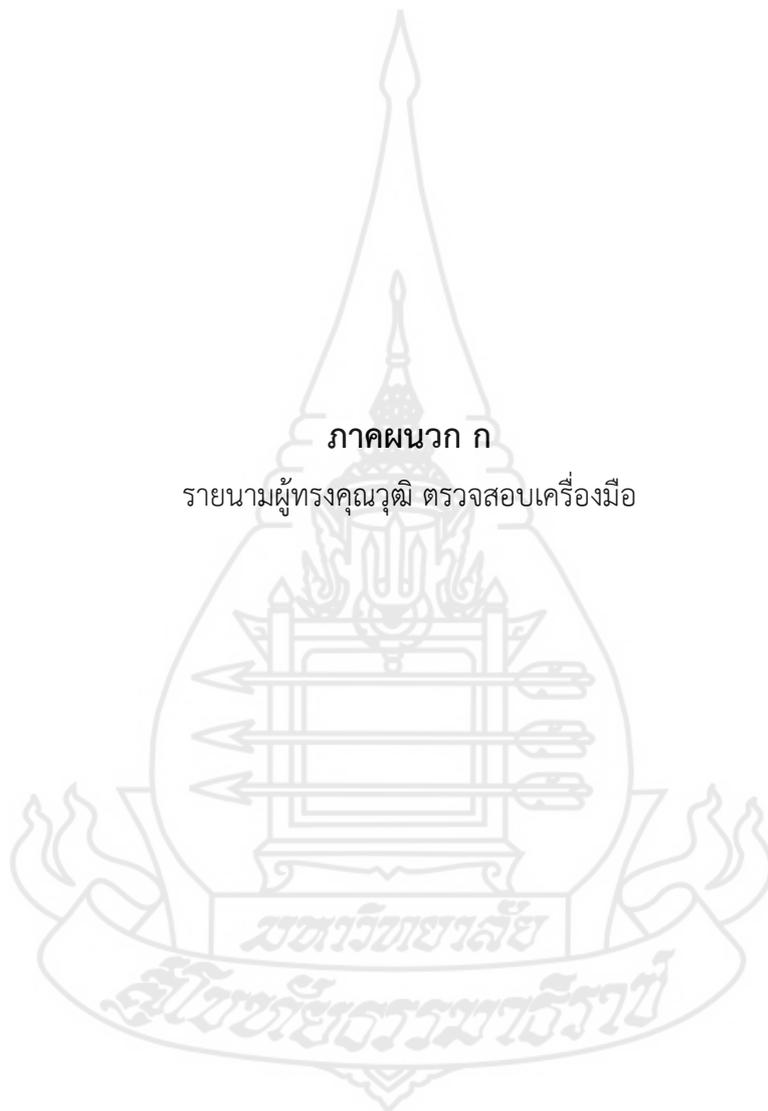 ภาคผนวก ก
รายนามผู้ทรงคุณวุฒิ ตรวจสอบเครื่องมือ
มหาวิทยาลัย
สุโขทัยธรรมาธิราช